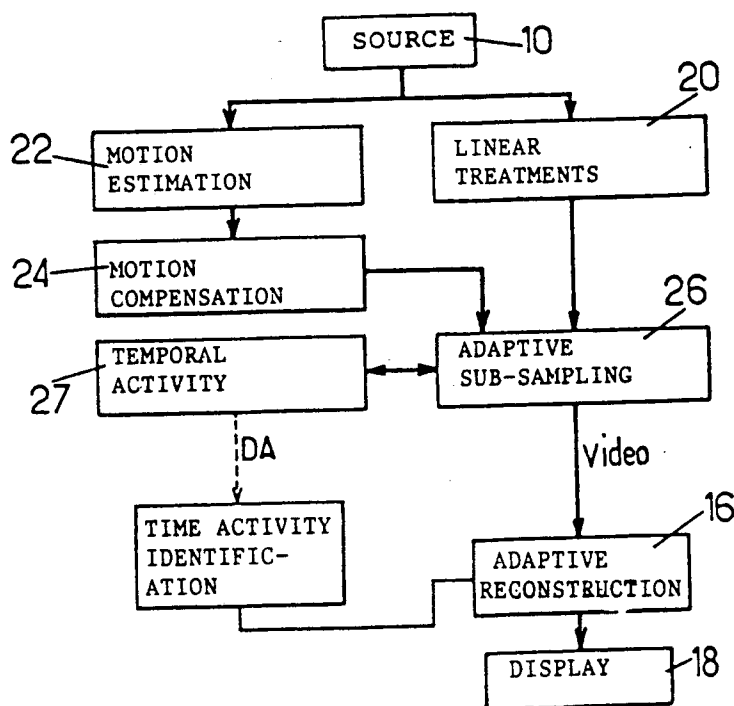 SOURCE
10
20
22
MOTION
ESTIMATION
LINEAR
TREATMENTS
24
MOTION
COMPENSATION
26
TEMPORAL
ACTIVITY
27
ADAPTIVE
SUB-SAMPLING
DA
Video
16
TIME ACTIVITY
IDENTIFIC-
ATION
ADAPTIVE
RECONSTRUCTION
DISPLAY
18